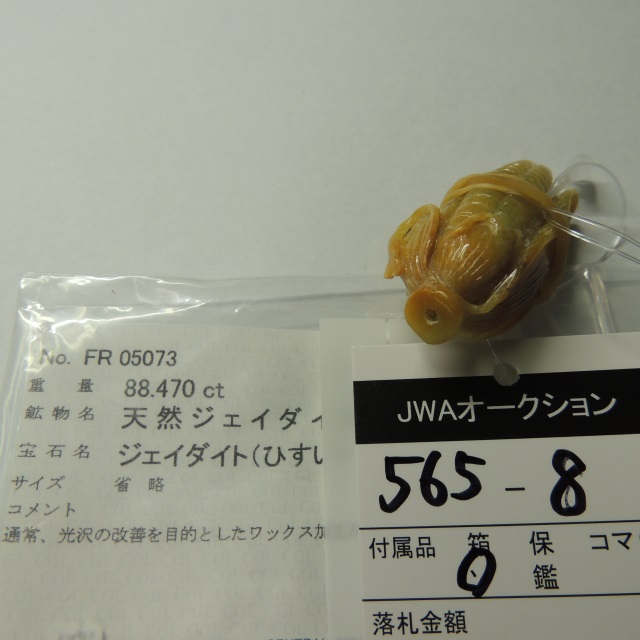 No. FR 05073
重量 88.470 ct
鉱物名 天然ジェイダイ
宝石名 ジェイダイト(ひすい
サイズ 省略
コメント
通常、光沢の改善を目的としたワックス加
JWAオークション
565-8
付属品 箱 保 コマ
0 鑑
落札金額